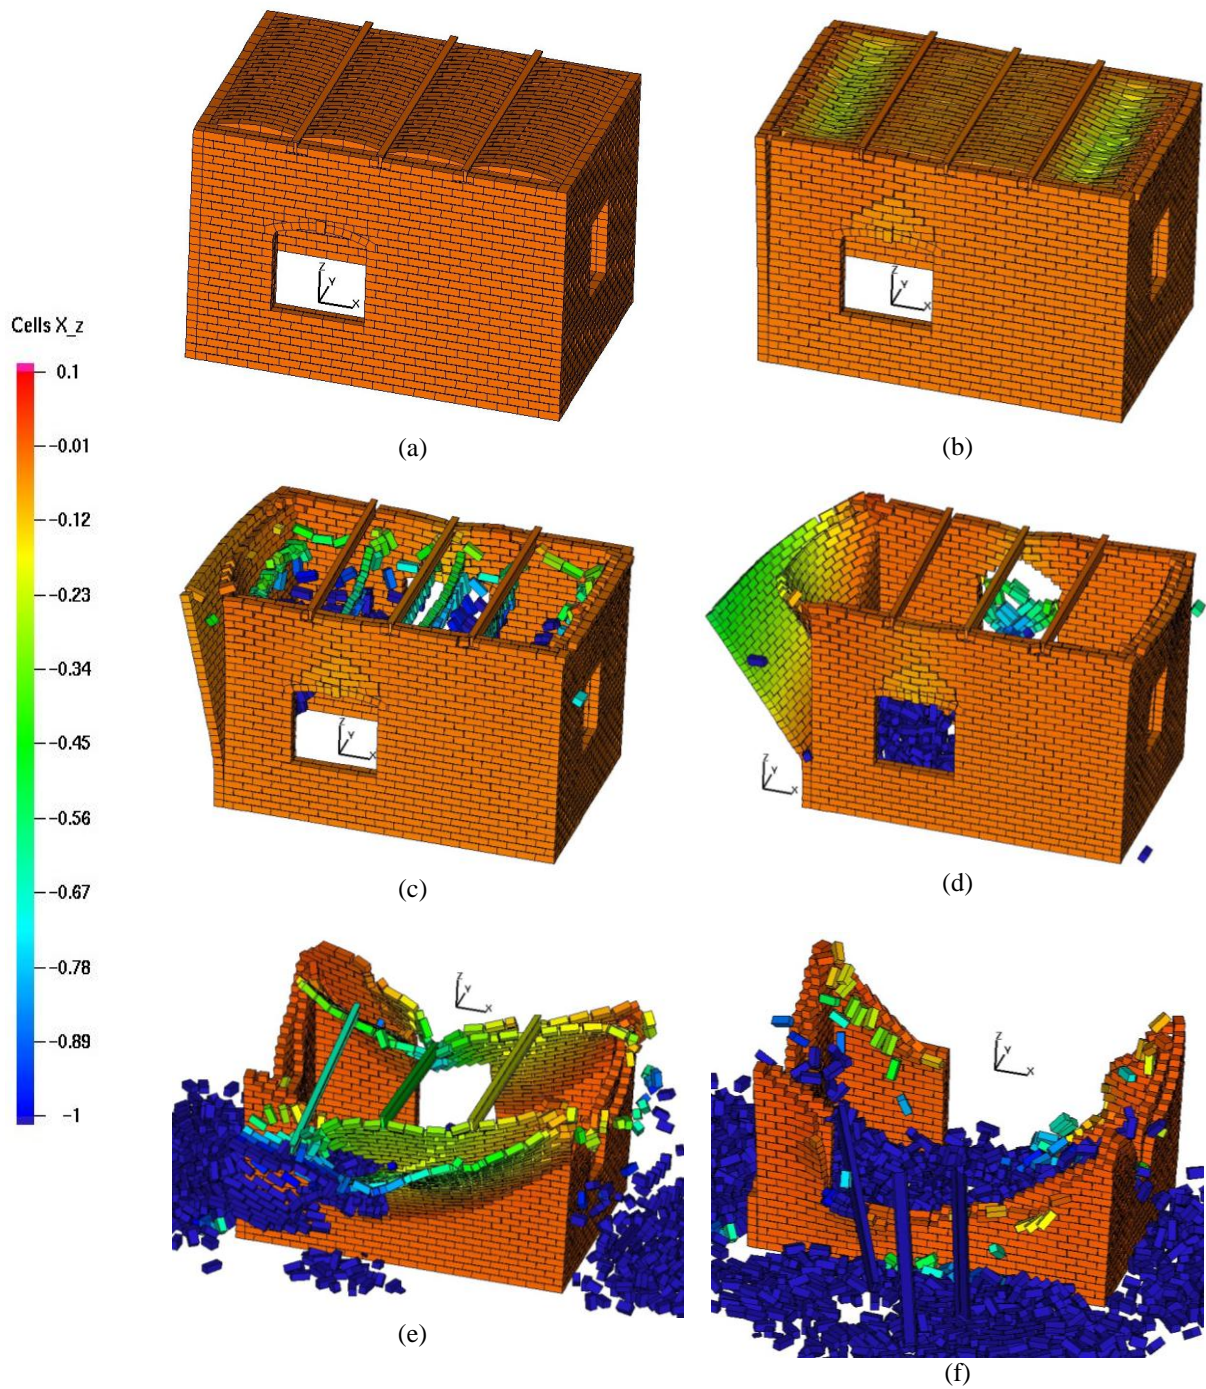 Cells X_z
0.1
-0.01
-0.12
-0.23
-0.34
-0.45
-0.56
-0.67
-0.78
-0.89
-1
Z
Y
X
(a)
Z
Y
X
(b)
Z
Y
X
(c)
Z
Y
X
(d)
Z
Y
X
(e)
Z
Y
X
(f)